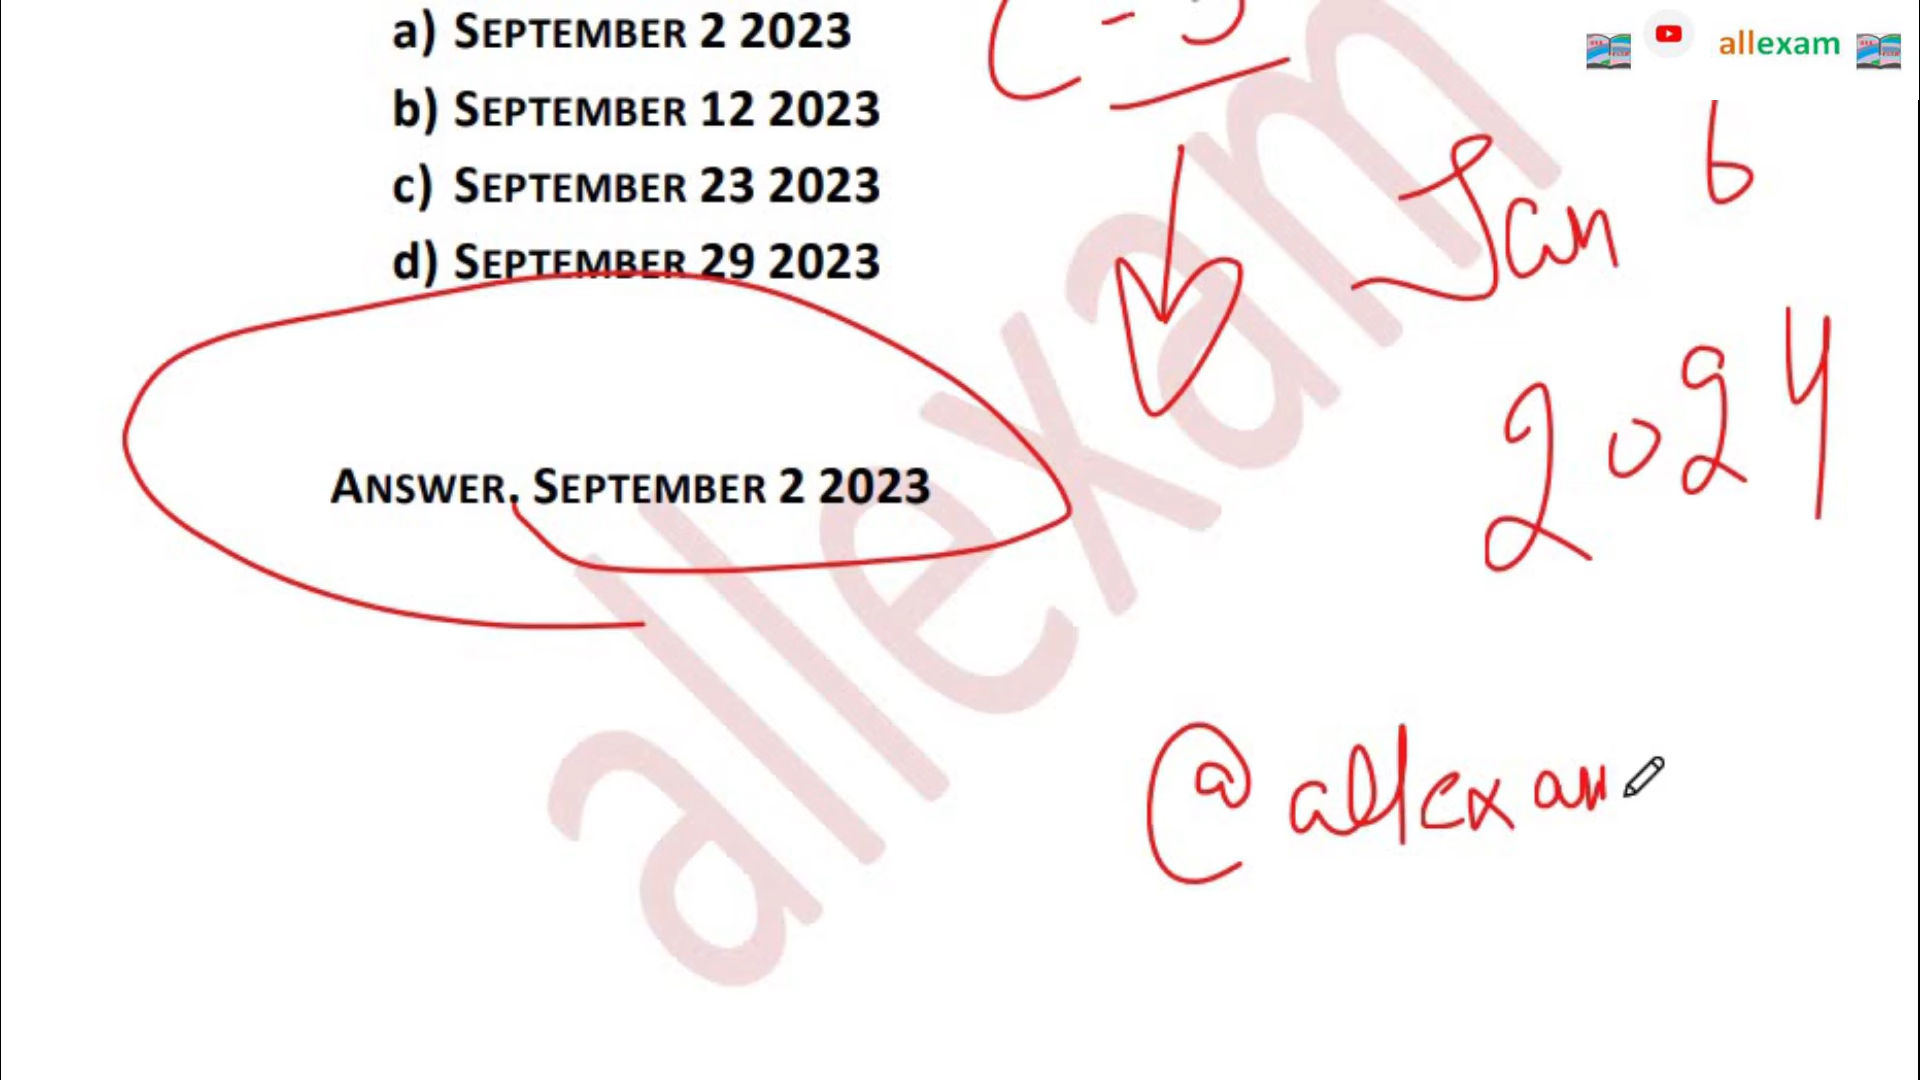 a) SEPTEMBER 2 2023
b) SEPTEMBER 12 2023
c) SEPTEMBER 23 2023
d) SEPTEMBER 29 2023
ANSWER. SEPTEMBER 2 2023
allexam
Jan 6
2024
@allexam
allexam